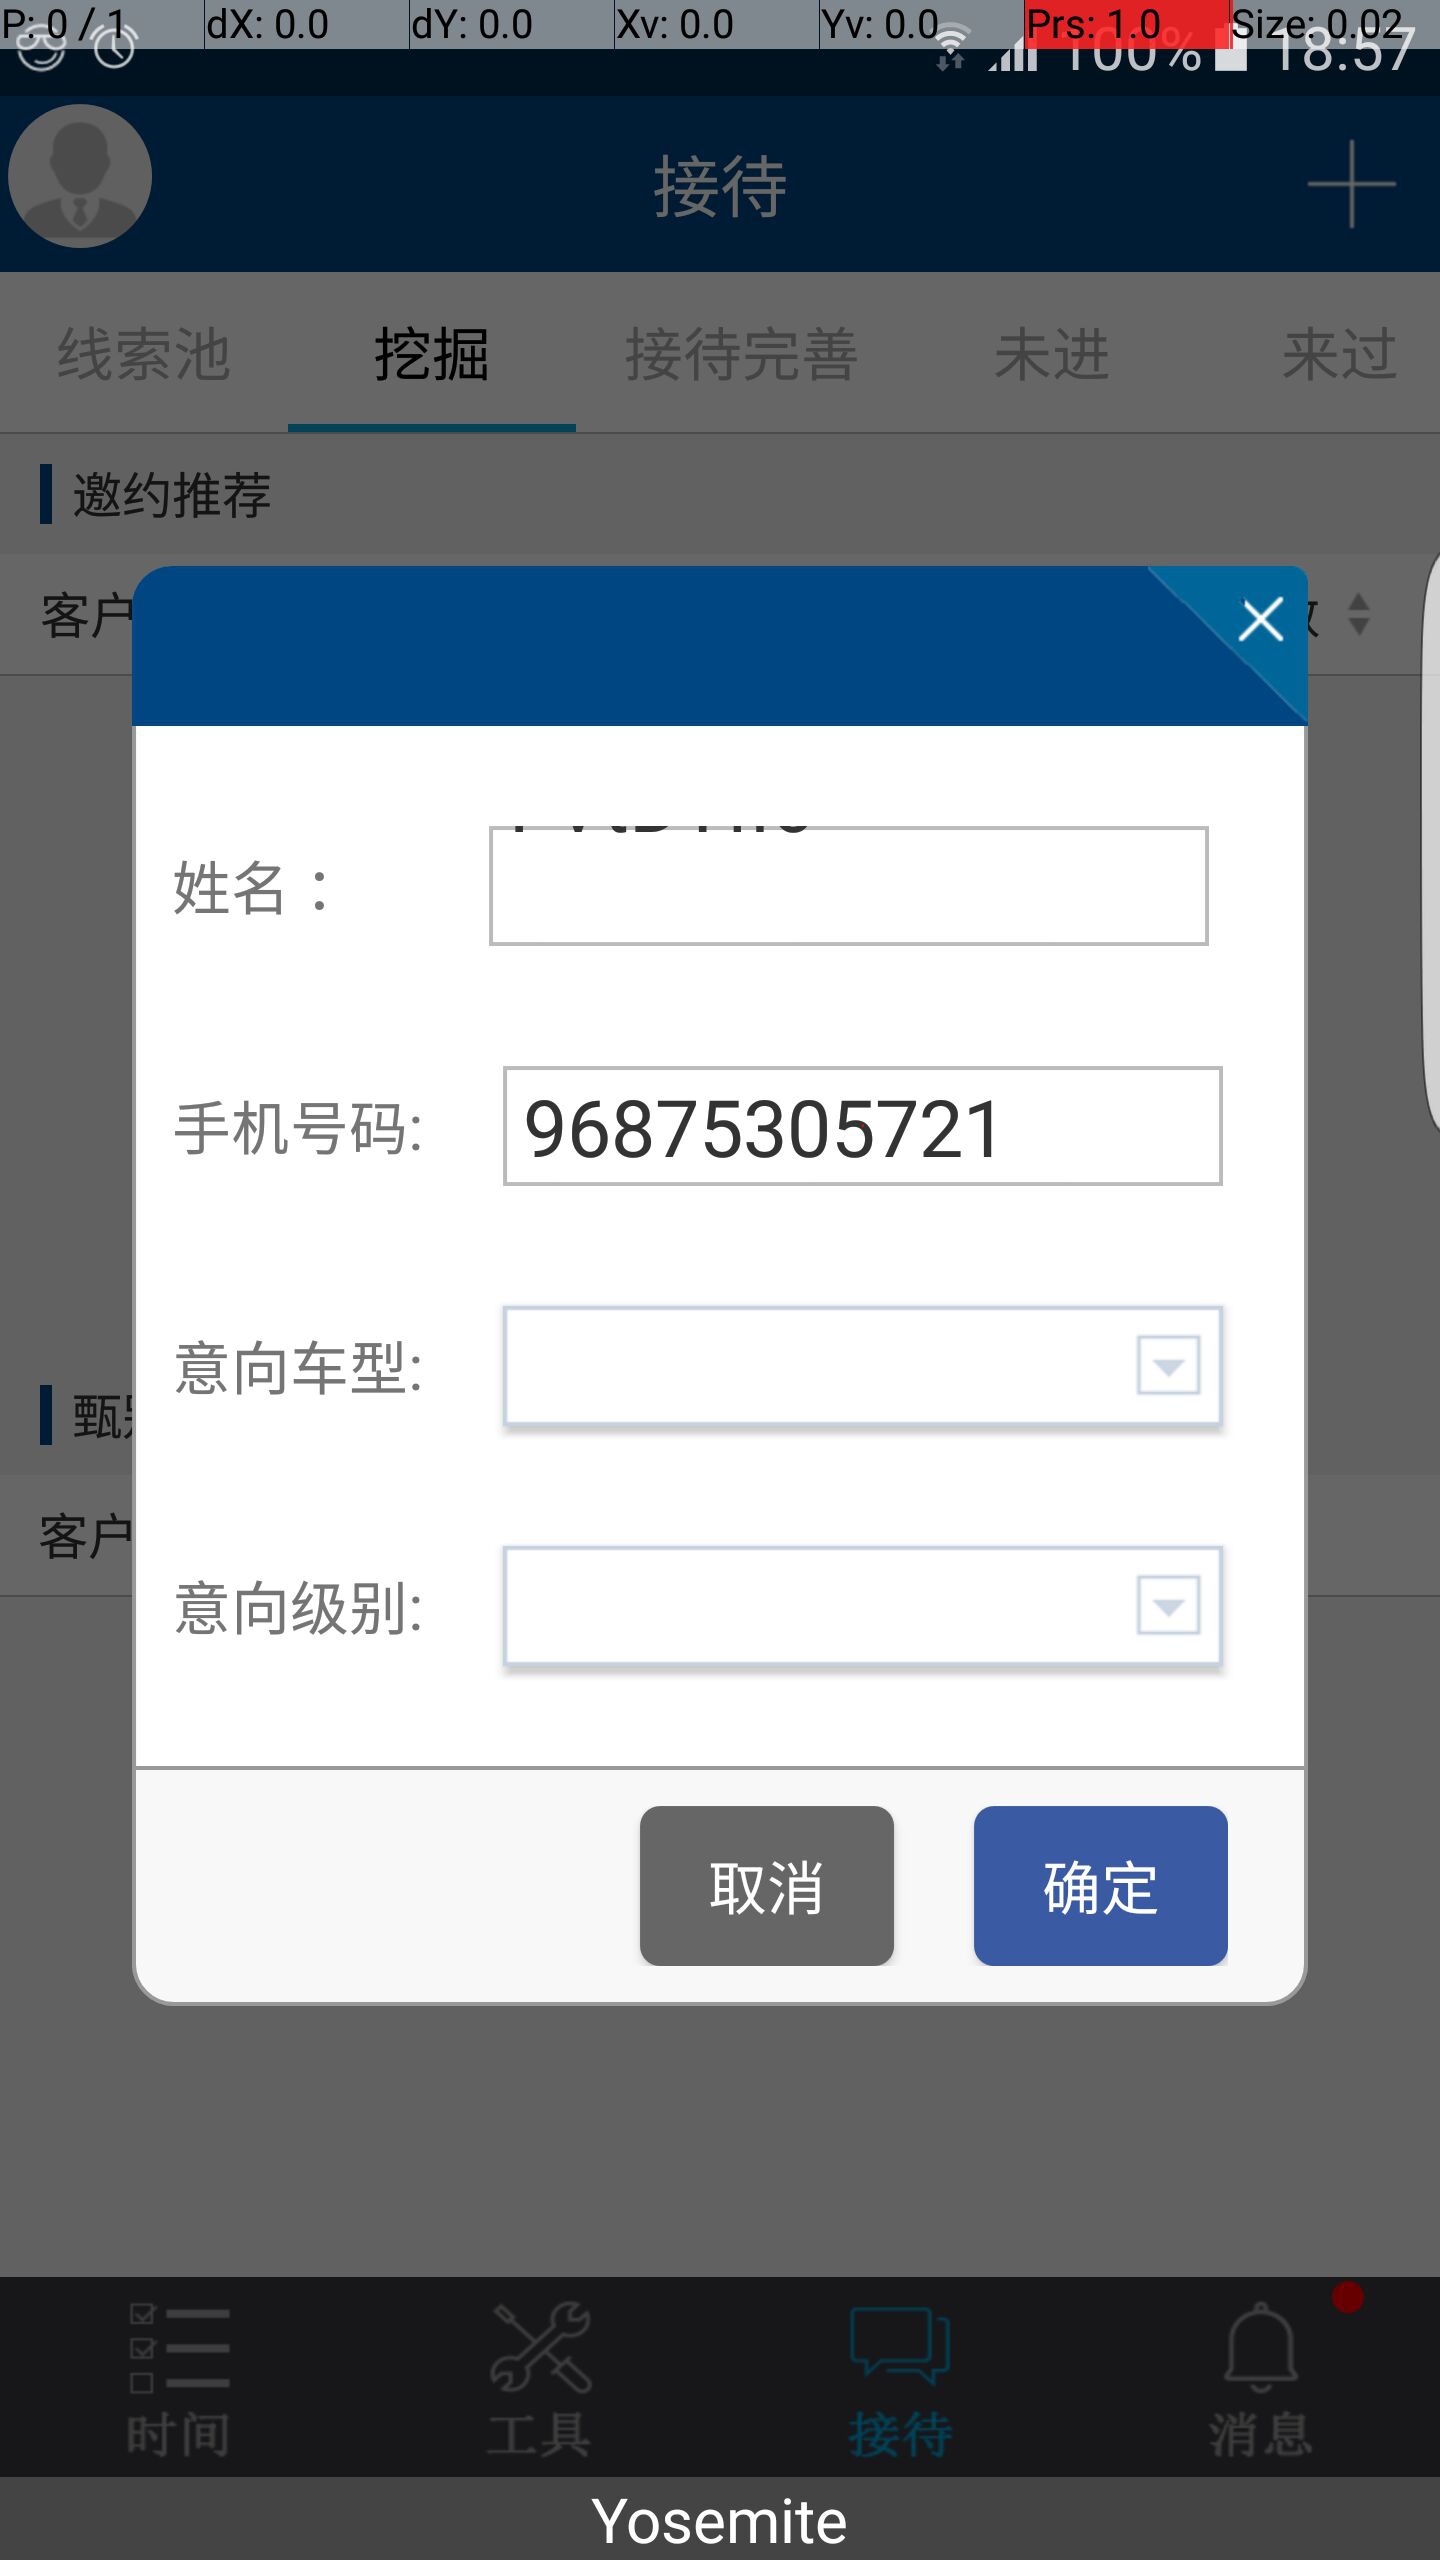 P: 0 / 1 dX: 0.0 dY: 0.0 Xv: 0.0 Yv: 0.0 Prs: 1.0 Size: 0.02
100% 18:57
接待
线索池 挖掘 接待完善 未进 来过
邀约推荐
客户
姓名：
手机号码: 96875305721
意向车型:
甄
意向级别:
客户
取消 确定
时间 工具 接待 消息
Yosemite